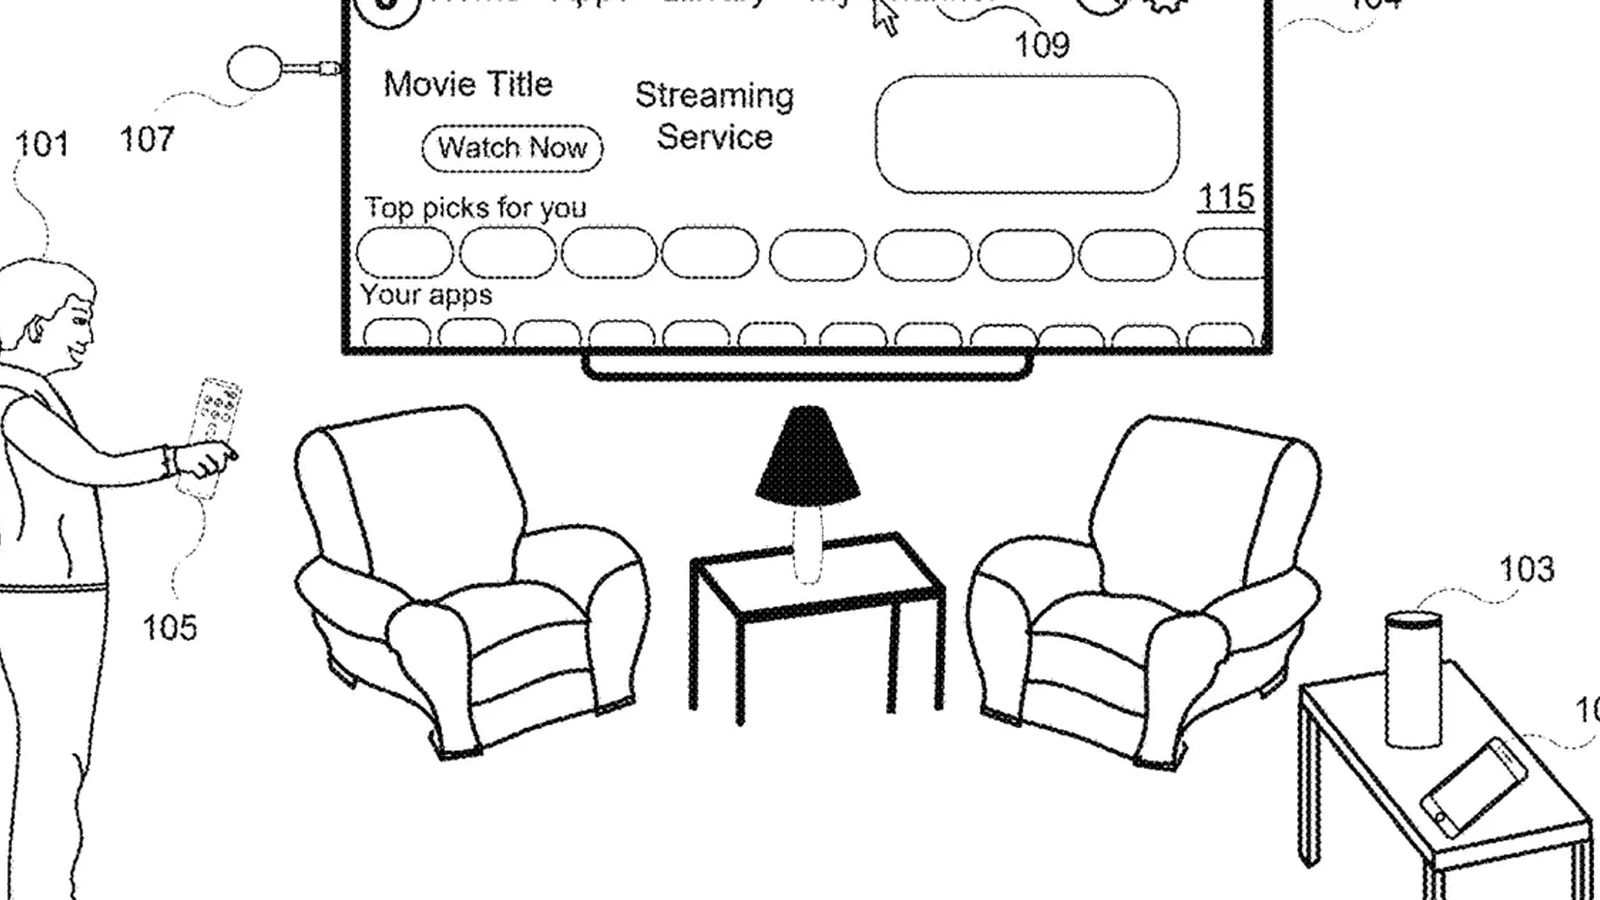 109
Movie Title
Streaming
Service
107
101
Watch Now
115
Top picks for you
Your apps
105
103